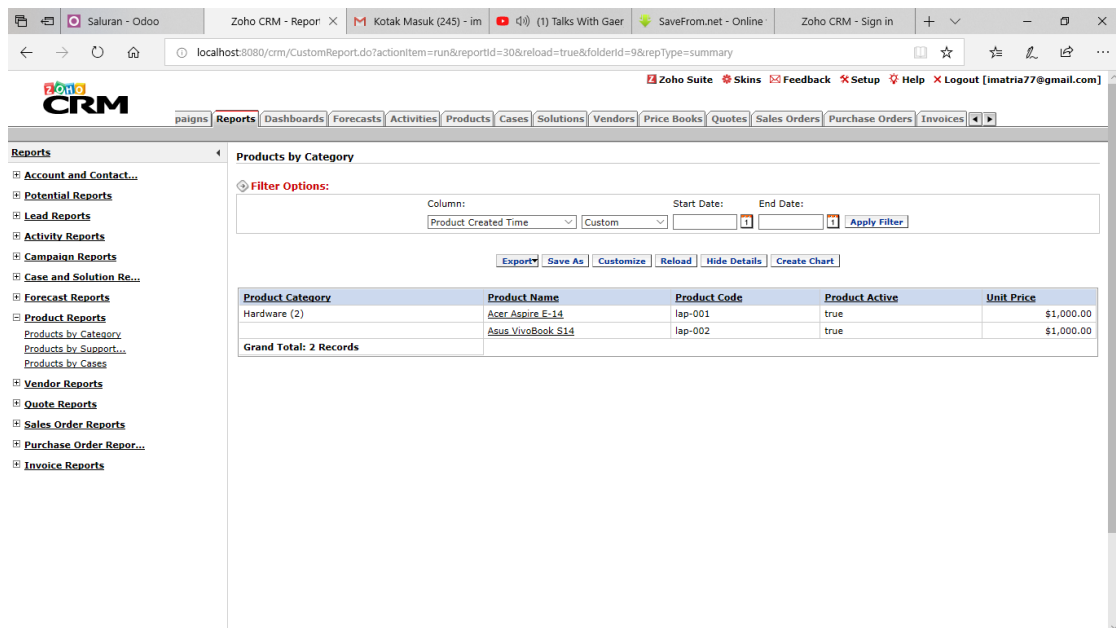 Saluran - Odoo
Zoho CRM - Report
Kotak Masuk (245) - im
(1) Talks With Gaer
SaveFrom.net - Online
Zoho CRM - Sign in
localhost:8080/crm/CustomReport.do?actionItem=run&reportId=30&reload=true&folderId=9&repType=summary
ZOHO
CRM
Zoho Suite Skins Feedback Setup Help Logout [imatria77@gmail.com]
paigns Reports Dashboards Forecasts Activities Products Cases Solutions Vendors Price Books Quotes Sales Orders Purchase Orders Invoices
Reports
Account and Contact...
Potential Reports
Lead Reports
Activity Reports
Campaign Reports
Case and Solution Re...
Forecast Reports
Product Reports
Products by Category
Products by Support...
Products by Cases
Vendor Reports
Quote Reports
Sales Order Reports
Purchase Order Repor...
Invoice Reports
Products by Category
Filter Options:
Column: Start Date: End Date:
Product Created Time Custom 1 1 Apply Filter
Export Save As Customize Reload Hide Details Create Chart
Product Category Product Name Product Code Product Active Unit Price
Hardware (2) Acer Aspire E-14 lap-001 true $1,000.00
Asus VivoBook S14 lap-002 true $1,000.00
Grand Total: 2 Records